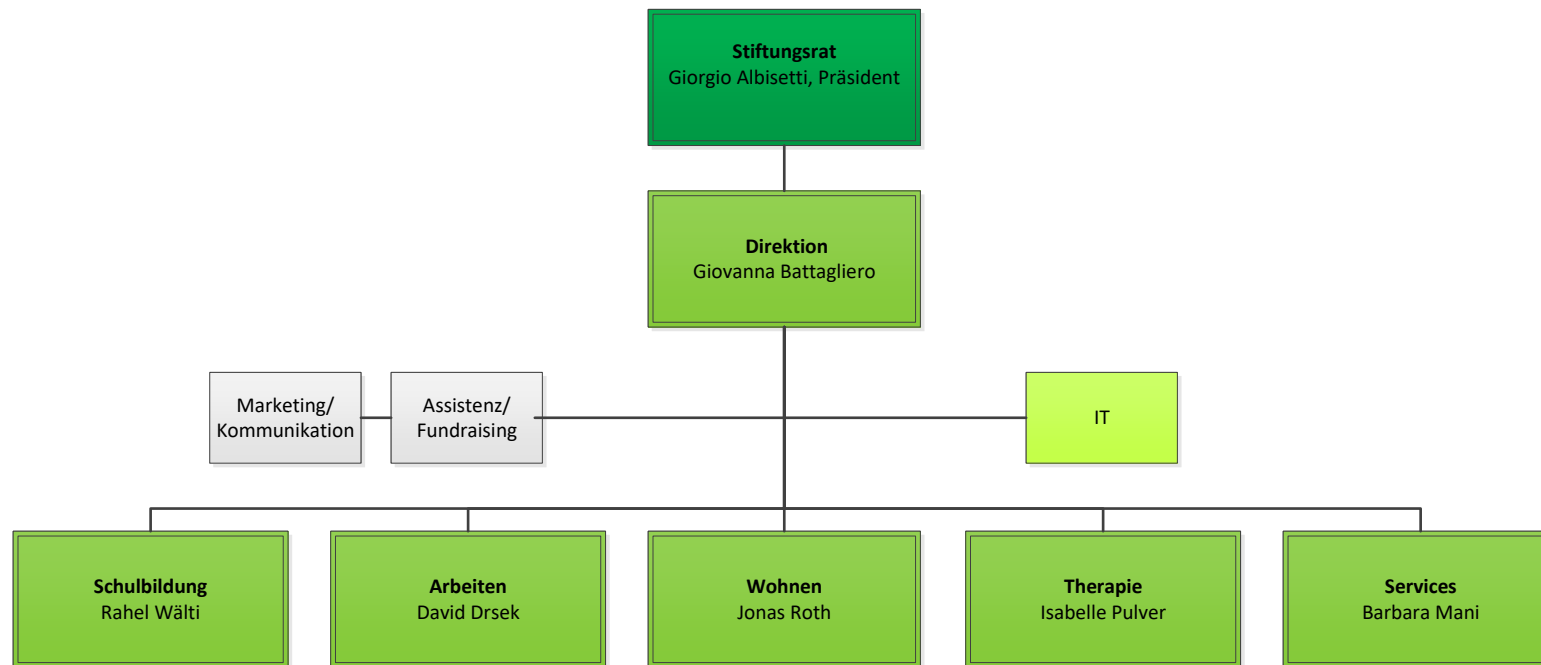 Stiftungsrat
Giorgio Albisetti, Präsident
Direktion
Giovanna Battagliero
Marketing/
Kommunikation
Assistenz/
Fundraising
IT
Schulbildung
Rahel Wälti
Arbeiten
David Drsek
Wohnen
Jonas Roth
Therapie
Isabelle Pulver
Services
Barbara Mani